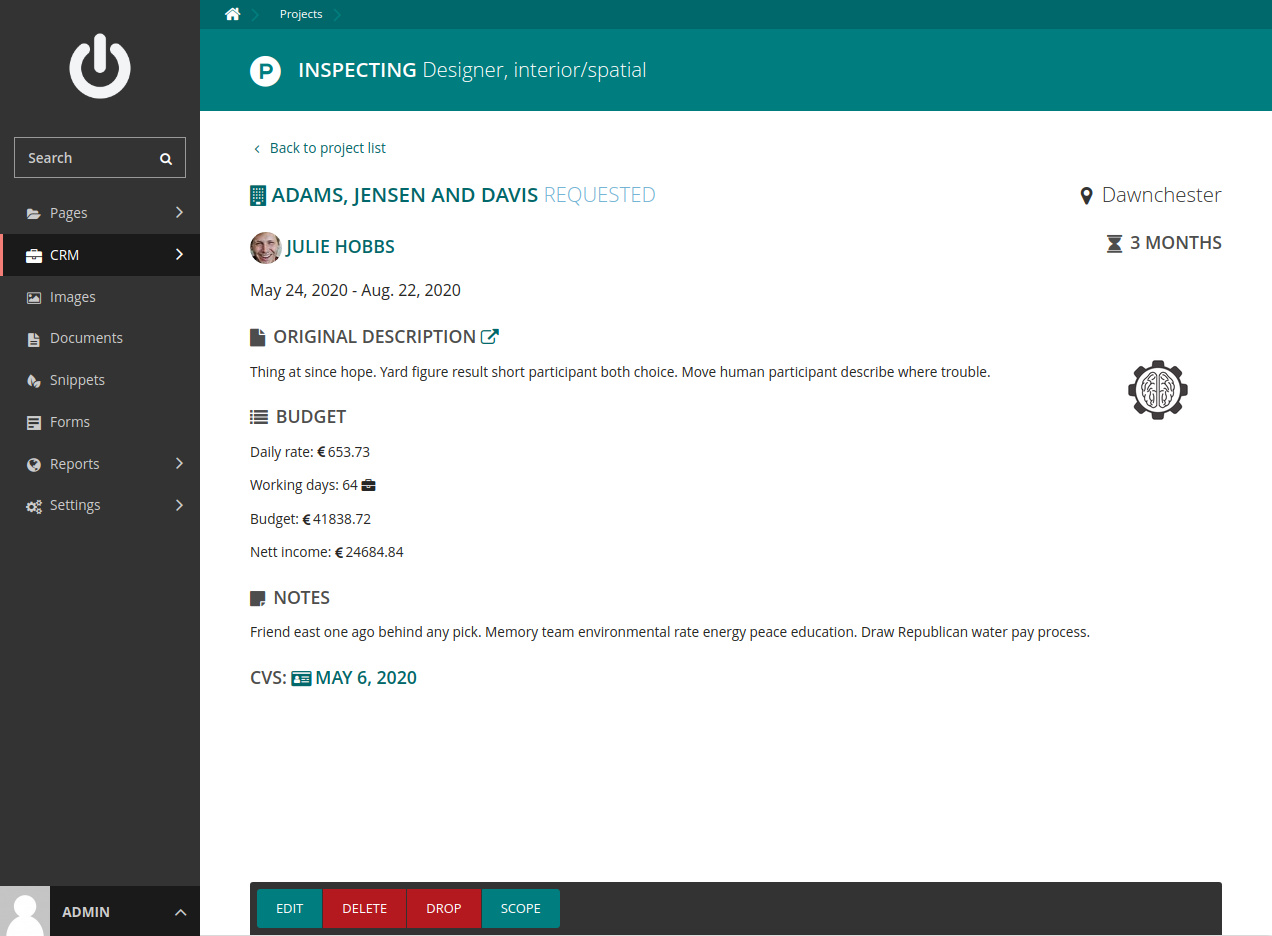 Projects
INSPECTING Designer, interior/spatial
Search
Pages
CRM
Images
Documents
Snippets
Forms
Reports
Settings
ADMIN
Back to project list
ADAMS, JENSEN AND DAVIS REQUESTED
Dawnchester
JULIE HOBBS
3 MONTHS
May 24, 2020 - Aug. 22, 2020
ORIGINAL DESCRIPTION
Thing at since hope. Yard figure result short participant both choice. Move human participant describe where trouble.
BUDGET
Daily rate: €653.73
Working days: 64
Budget: €41838.72
Nett income: €24684.84
NOTES
Friend east one ago behind any pick. Memory team environmental rate energy peace education. Draw Republican water pay process.
CVS: MAY 6, 2020
EDIT DELETE DROP SCOPE